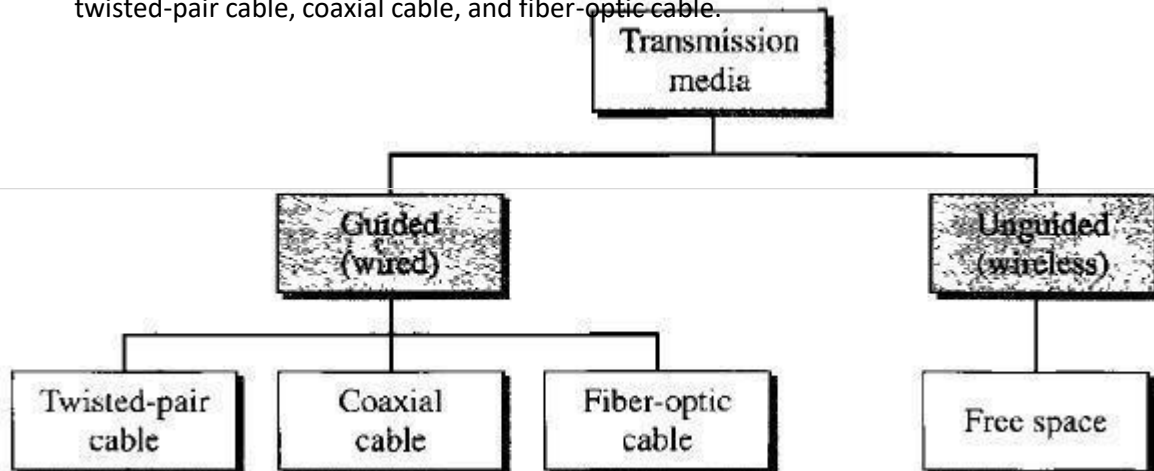 twisted-pair cable, coaxial cable, and fiber-optic cable.
Transmission
media
Guided
(wired)
Unguided
(wireless)
Twisted-pair
cable
Coaxial
cable
Fiber-optic
cable
Free space